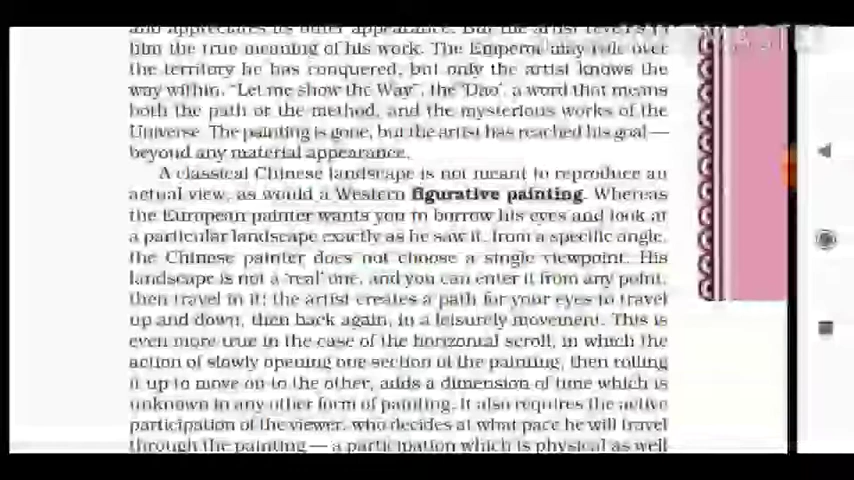 and appreciates its outer appearance. But the artist reveals to
him the true meaning of his work. The Emperor may rule over
the territory he has conquered, but only the artist knows the
way within. “Let me show the Way”, the ‘Dao’, a word that means
both the path or the method, and the mysterious works of the
Universe. The painting is gone, but the artist has reached his goal —
beyond any material appearance.
A classical Chinese landscape is not meant to reproduce an
actual view, as would a Western figurative painting. Whereas
the European painter wants you to borrow his eyes and look at
a particular landscape exactly as he saw it, from a specific angle,
the Chinese painter does not choose a single viewpoint. His
landscape is not a ‘real’ one, and you can enter it from any point,
then travel in it; the artist creates a path for your eyes to travel
up and down, then back again, in a leisurely movement. This is
even more true in the case of the horizontal scroll, in which the
action of slowly opening one section of the painting, then rolling
it up to move on to the other, adds a dimension of time which is
unknown in any other form of painting. It also requires the active
participation of the viewer, who decides at what pace he will travel
through the painting — a participation which is physical as well